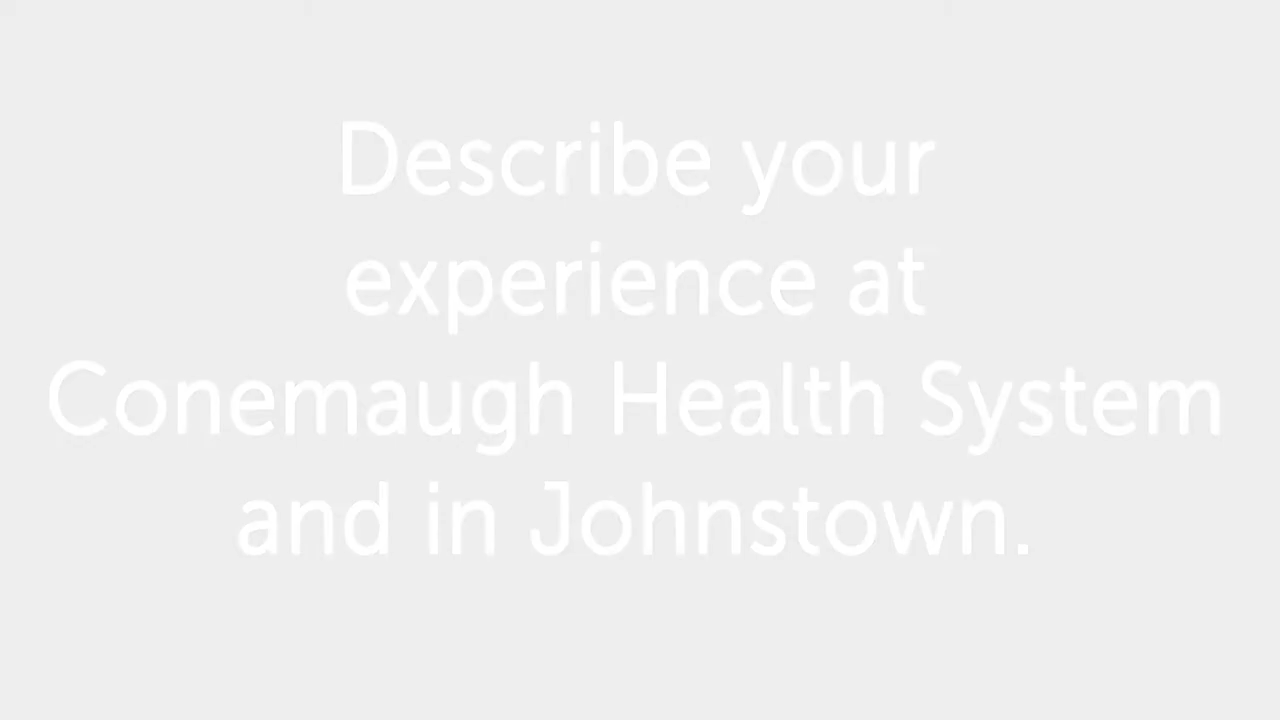 Describe your
experience at
Conemaugh Health System
and in Johnstown.